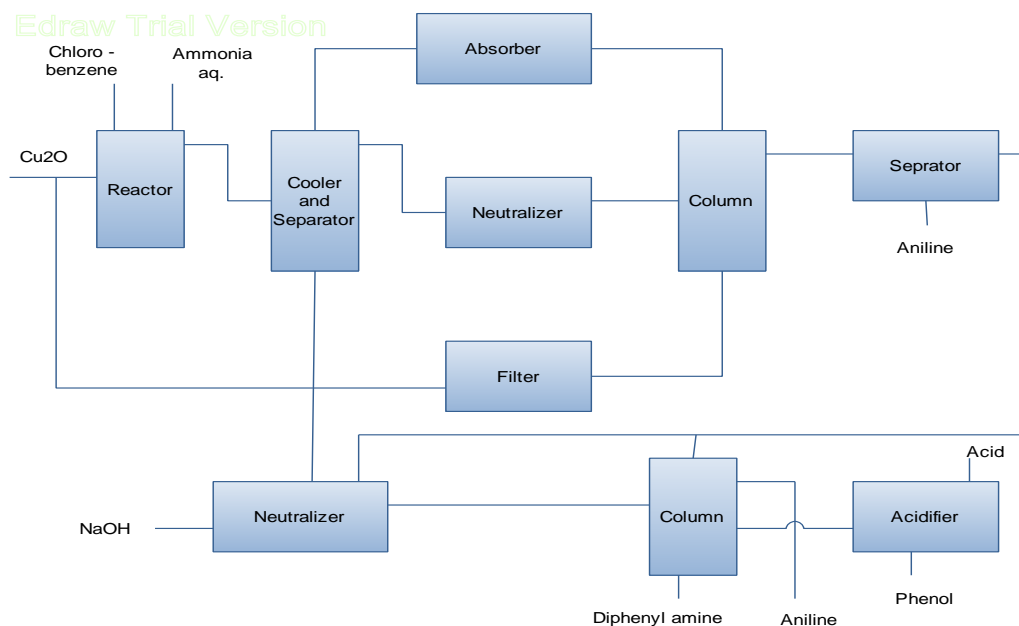 Edraw Trial Version
Chloro -
benzene
Ammonia
aq.
Absorber
Cu2O
Reactor
Cooler
and
Separator
Neutralizer
Column
Seprator
Aniline
Filter
NaOH
Neutralizer
Column
Acid
Acidifier
Diphenyl amine
Aniline
Phenol